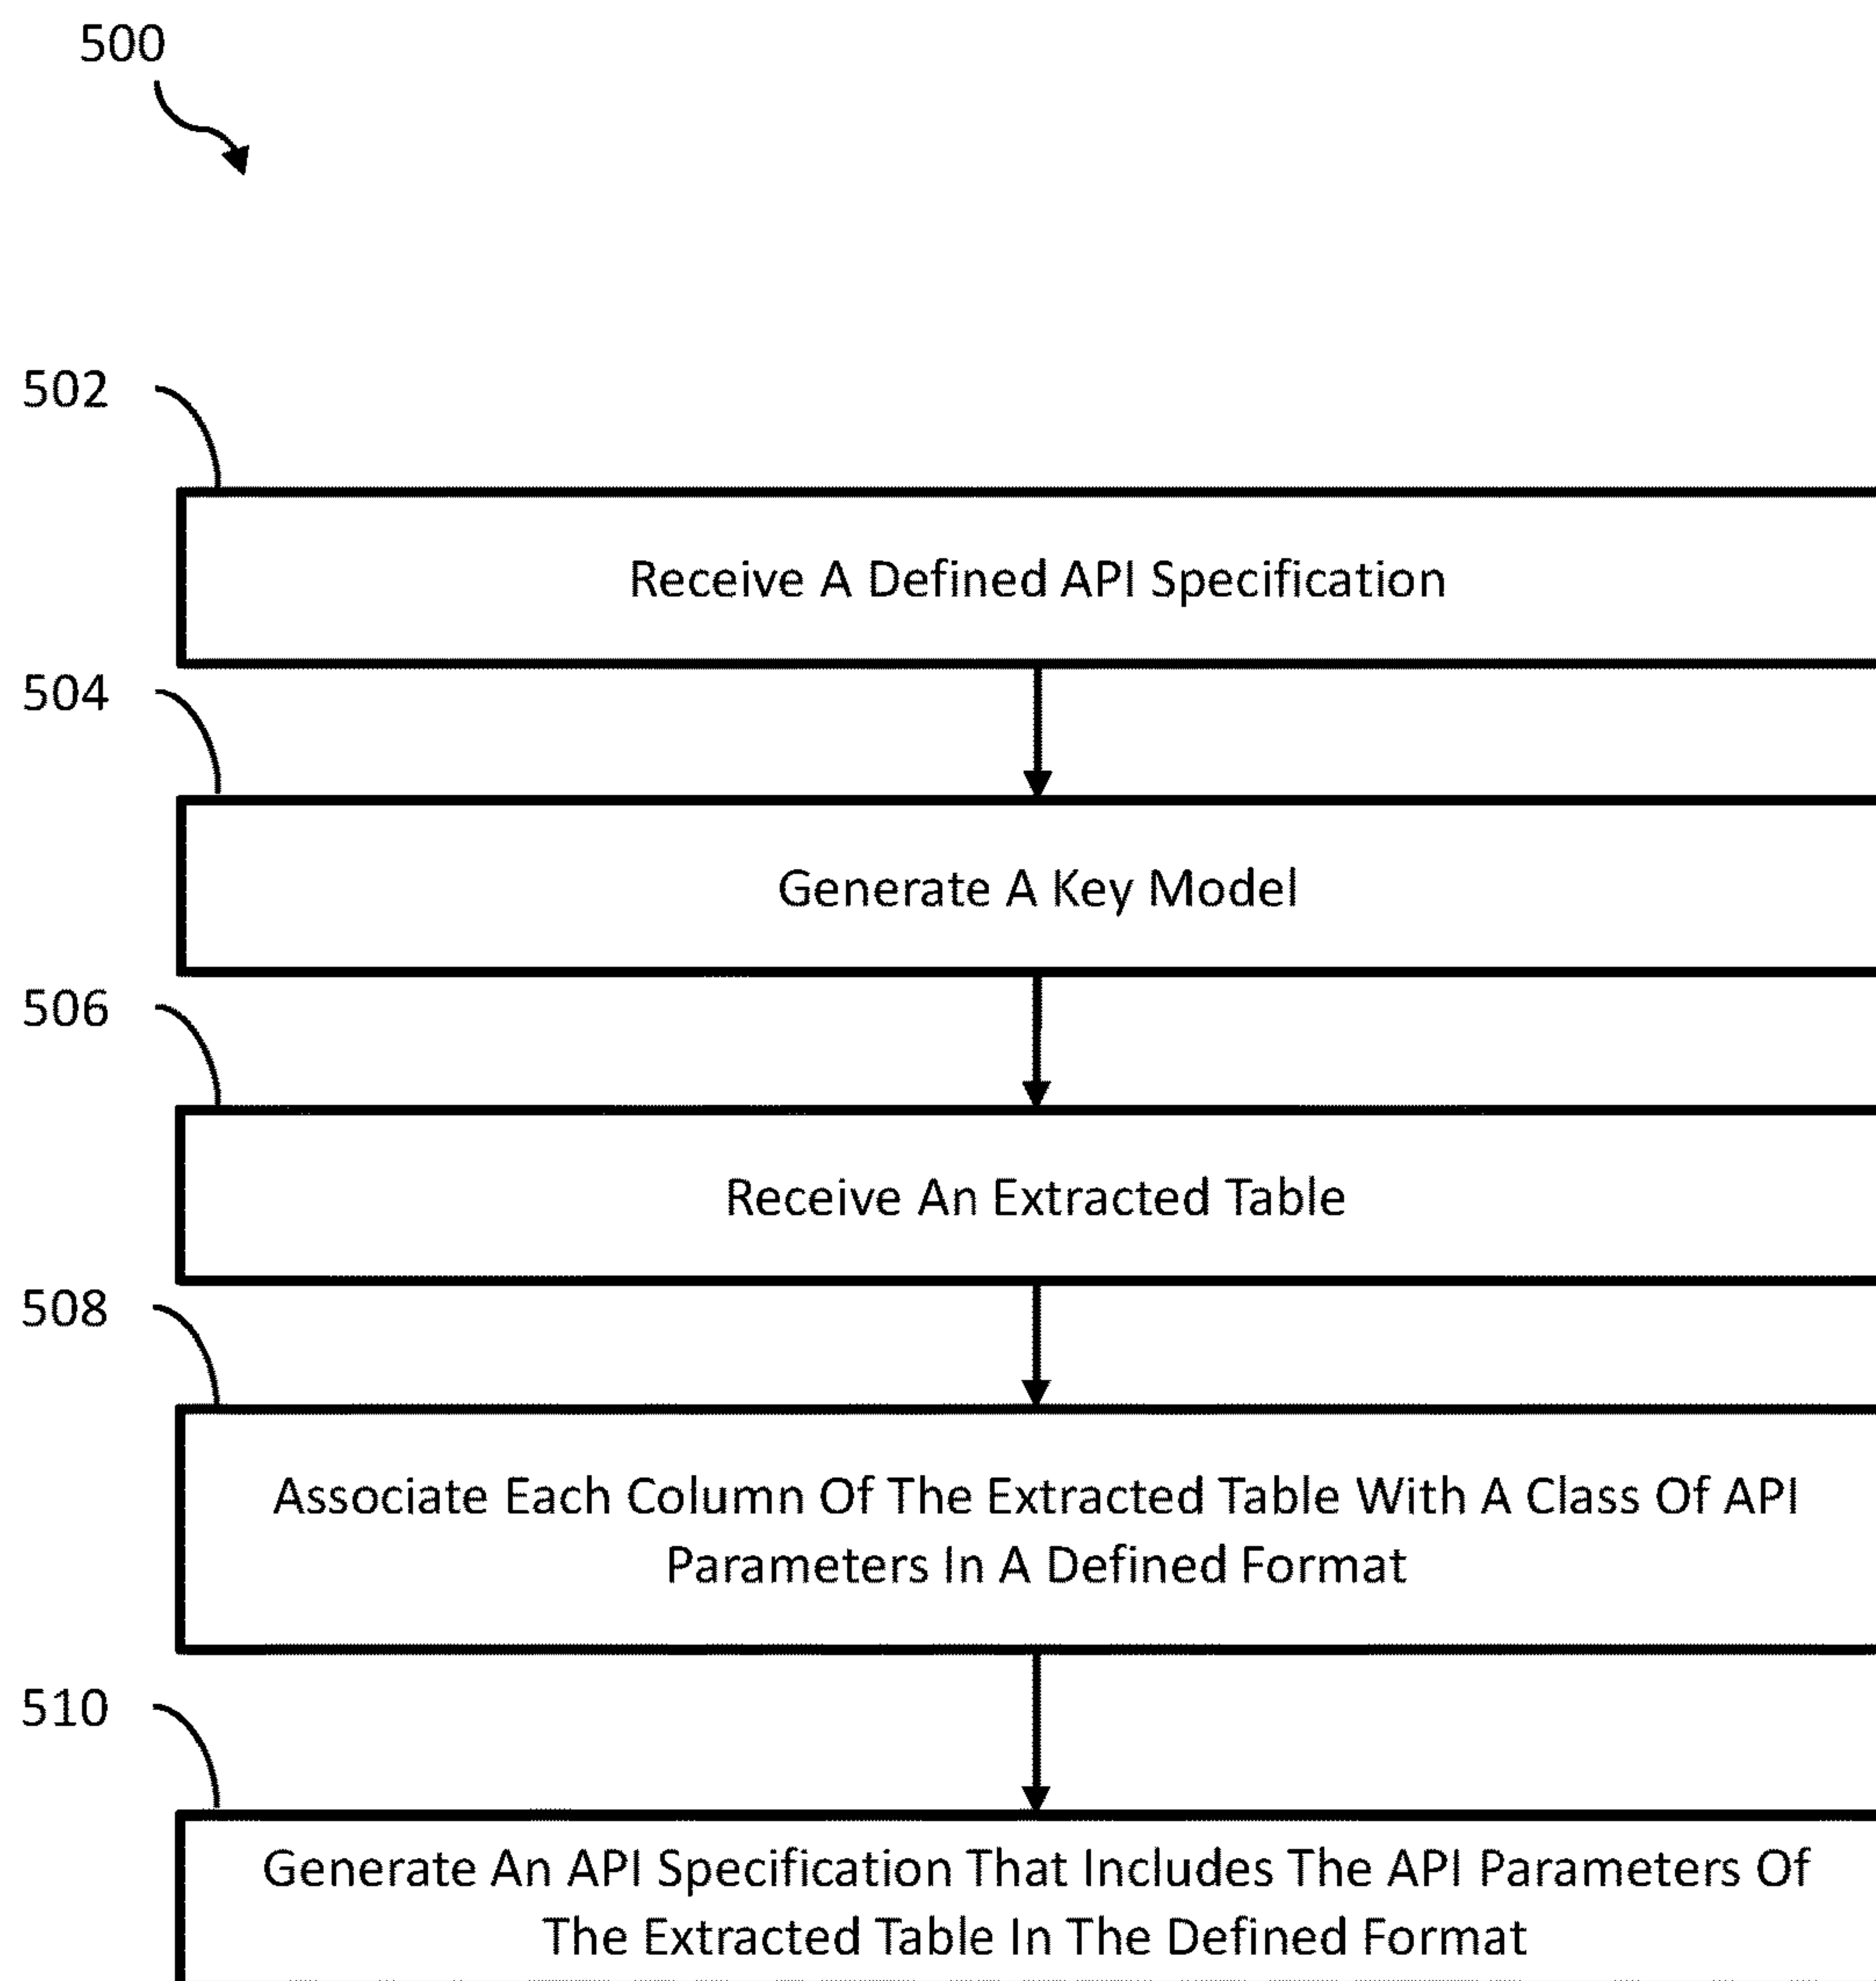 500
502
Receive A Defined API Specification
504
Generate A Key Model
506
Receive An Extracted Table
508
Associate Each Column Of The Extracted Table With A Class Of API
Parameters In A Defined Format
510
Generate An API Specification That Includes The API Parameters Of
The Extracted Table In The Defined Format